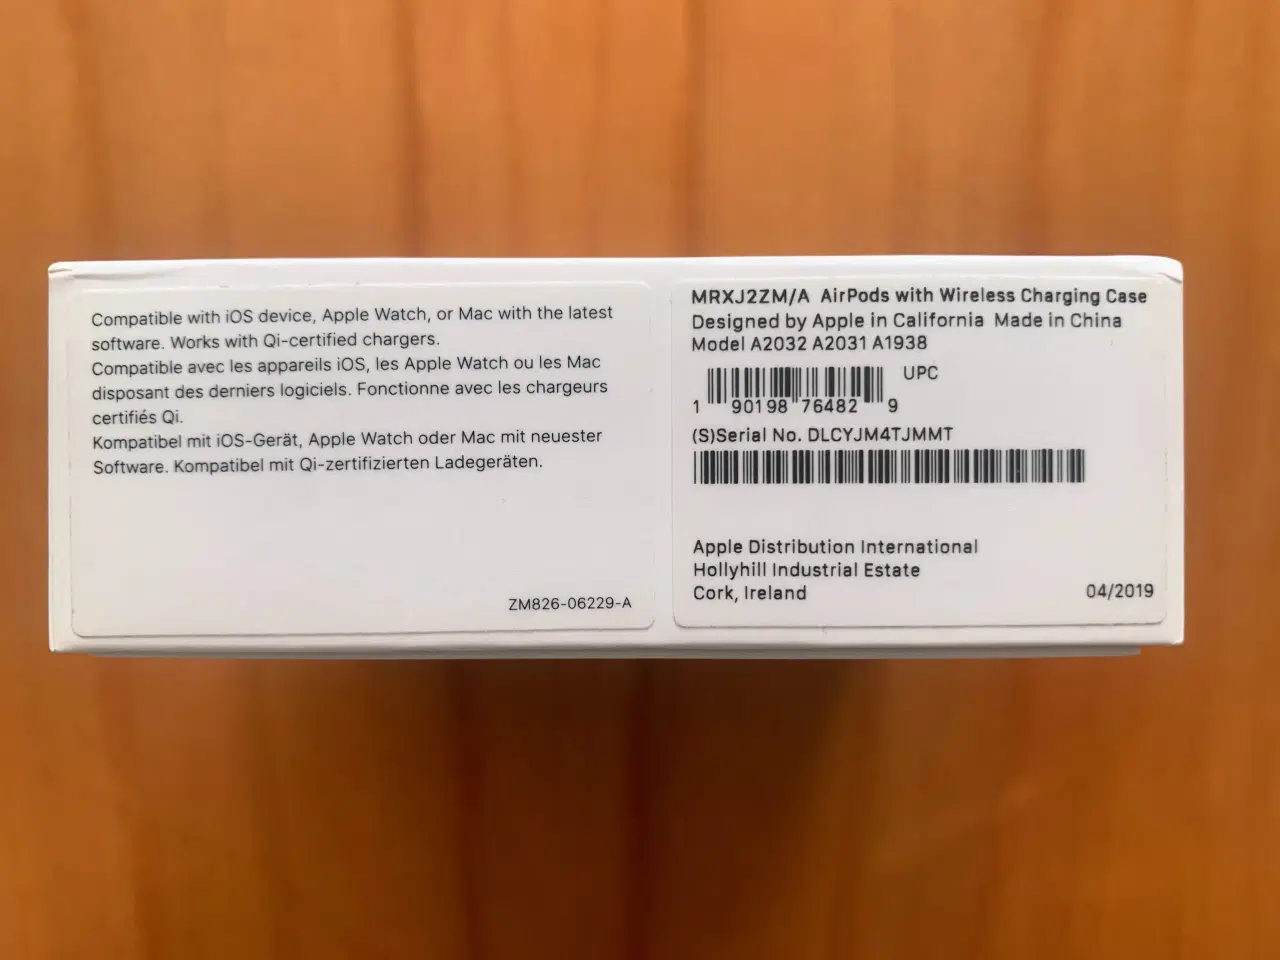 Compatible with iOS device, Apple Watch, or Mac with the latest
software. Works with Qi-certified chargers.
Compatible avec les appareils iOS, les Apple Watch ou les Mac
disposant des derniers logiciels. Fonctionne avec les chargeurs
certifiés Qi.
Kompatibel mit iOS-Gerät, Apple Watch oder Mac mit neuester
Software. Kompatibel mit Qi-zertifizierten Ladegeräten.
ZM826-06229-A
MRXJ2ZM/A AirPods with Wireless Charging Case
Designed by Apple in California Made in China
Model A2032 A2031 A1938
UPC
1 90198 76482 9
(S)Serial No. DLCYJM4TJMMT
Apple Distribution International
Hollyhill Industrial Estate
Cork, Ireland
04/2019